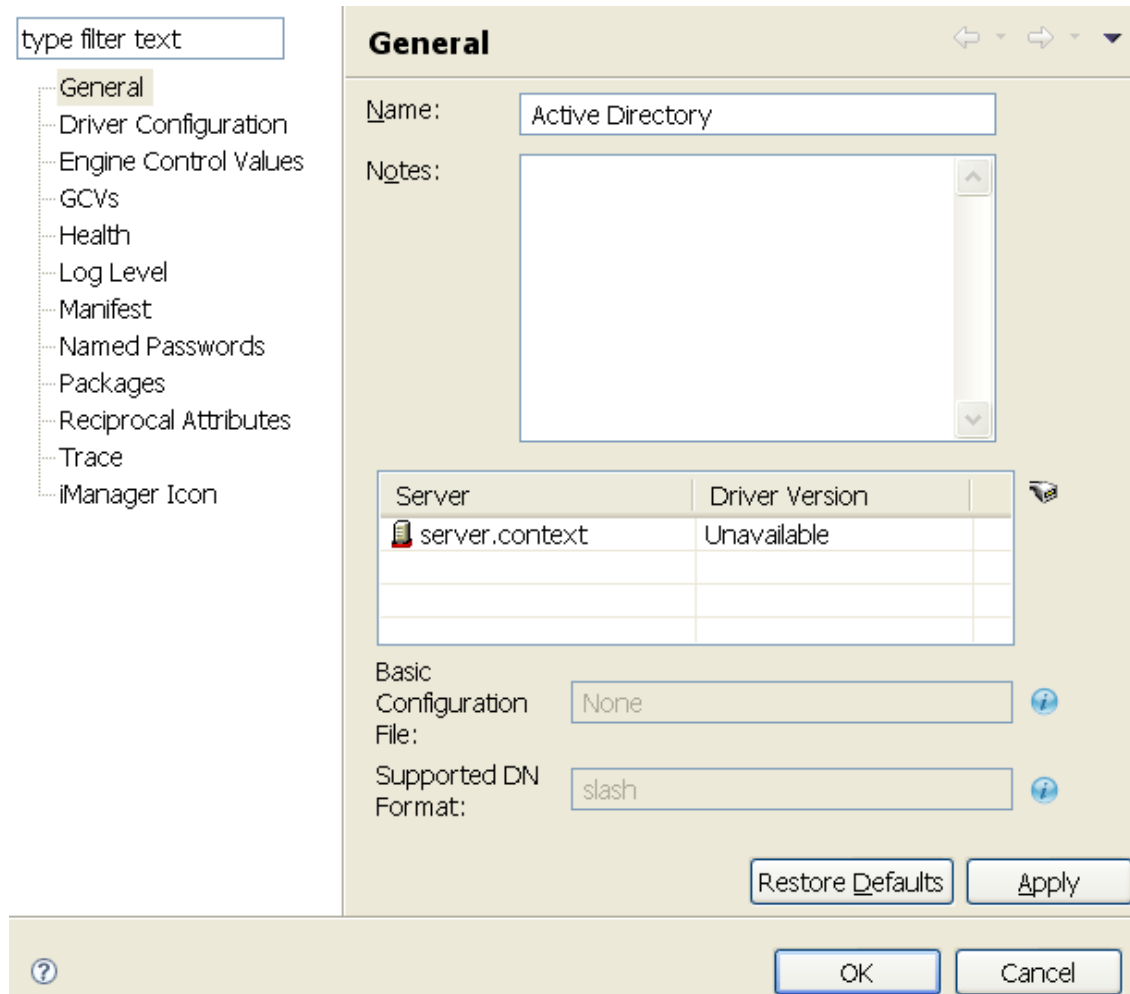 type filter text
General
Driver Configuration
Engine Control Values
GCVs
Health
Log Level
Manifest
Named Passwords
Packages
Reciprocal Attributes
Trace
iManager Icon
General
Name: Active Directory
Notes:
Server Driver Version
server.context Unavailable
Basic
Configuration
File:
None
Supported DN
Format:
slash
Restore Defaults Apply
? OK Cancel